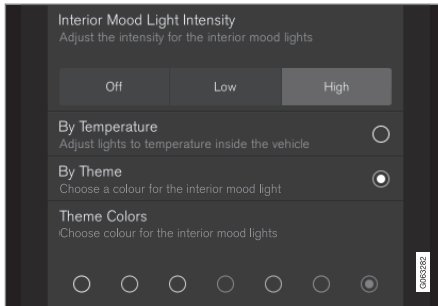 Interior Mood Light Intensity
Adjust the intensity for the interior mood lights
Off Low High
By Temperature
Adjust lights to temperature inside the vehicle
By Theme
Choose a colour for the interior mood light
Theme Colors
Choose colour for the interior mood lights
G063282